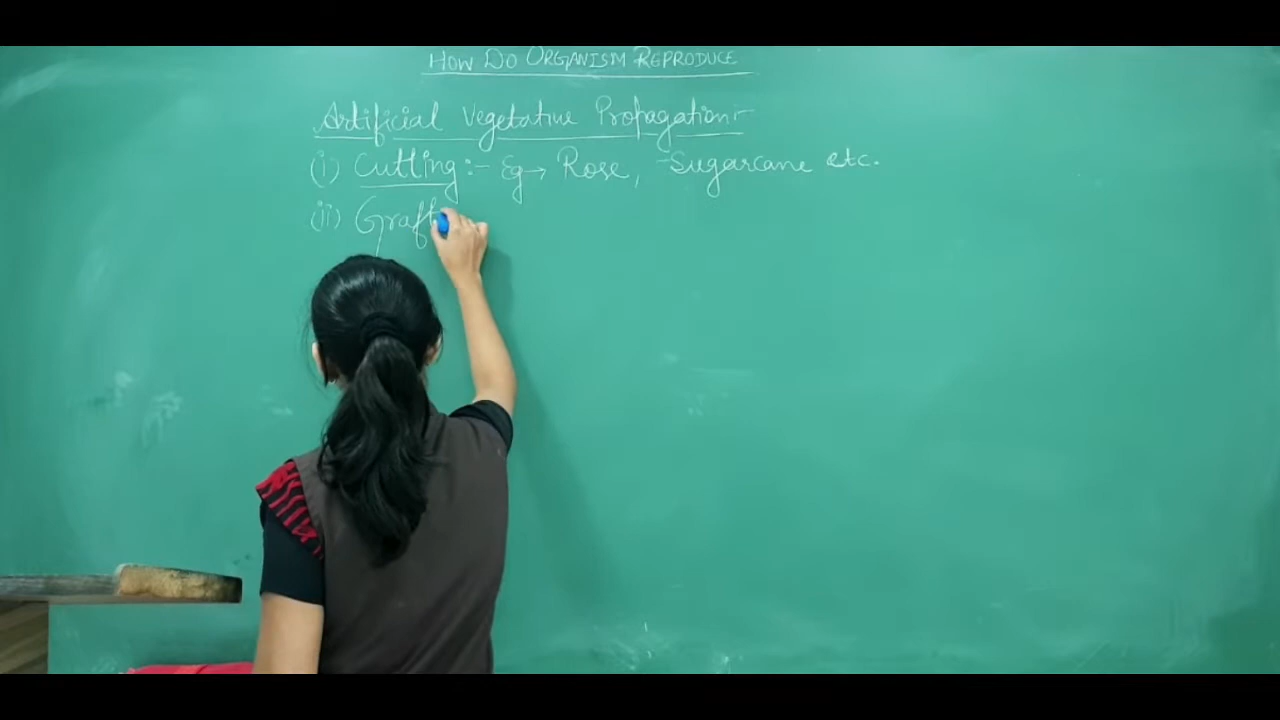 HOW DO ORGANISM REPRODUCE
Artificial Vegetative Propagation:-
(i) Cutting :- Eg → Rose, Sugarcane etc.
(ii) Graft